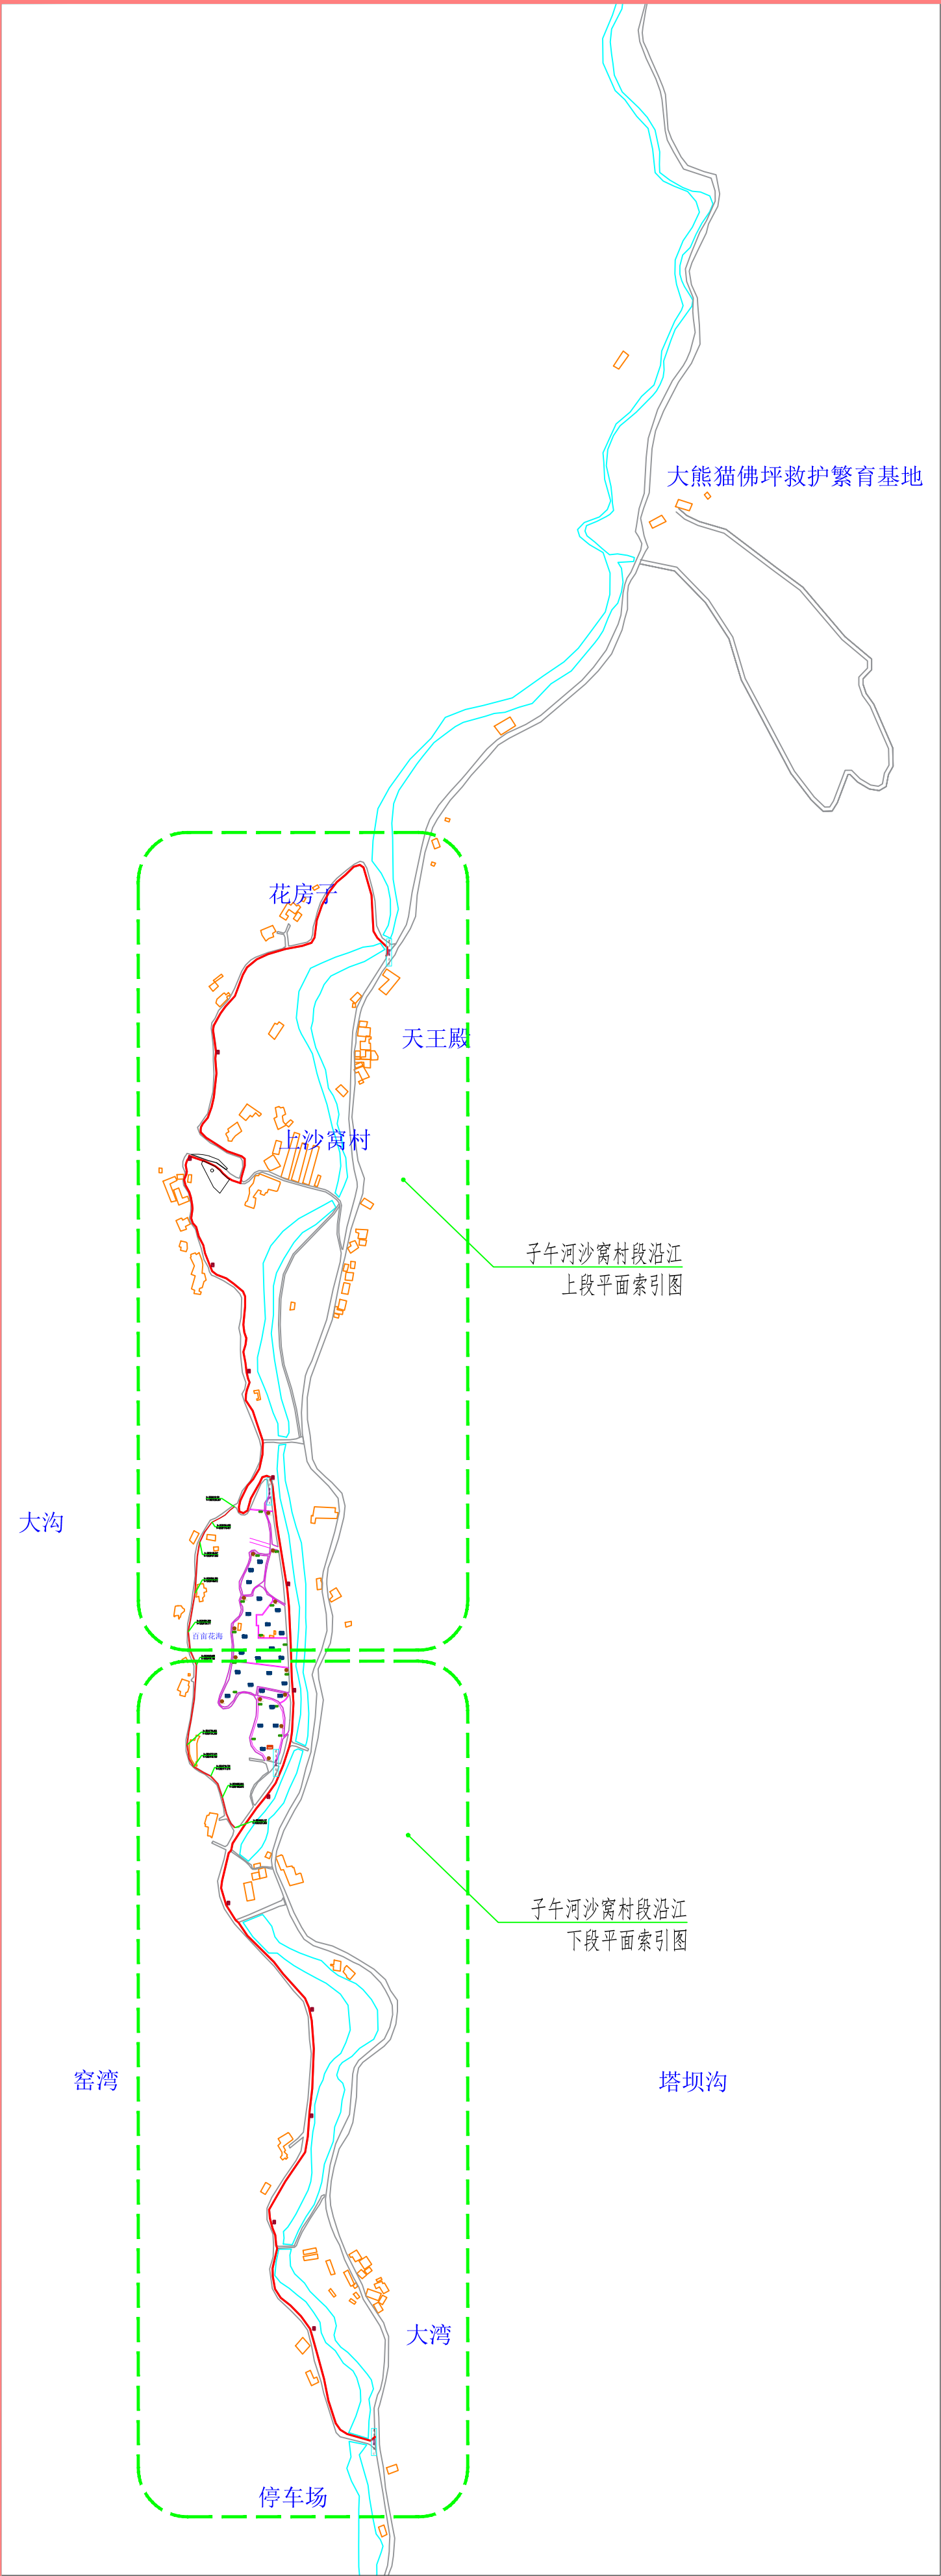 大熊猫佛坪救护繁育基地
花房子
天王殿
上沙窝村
子午河沙窝村段沿江
上段平面索引图
大沟
百亩花海
子午河沙窝村段沿江
下段平面索引图
窑湾
塔坝沟
大湾
停车场